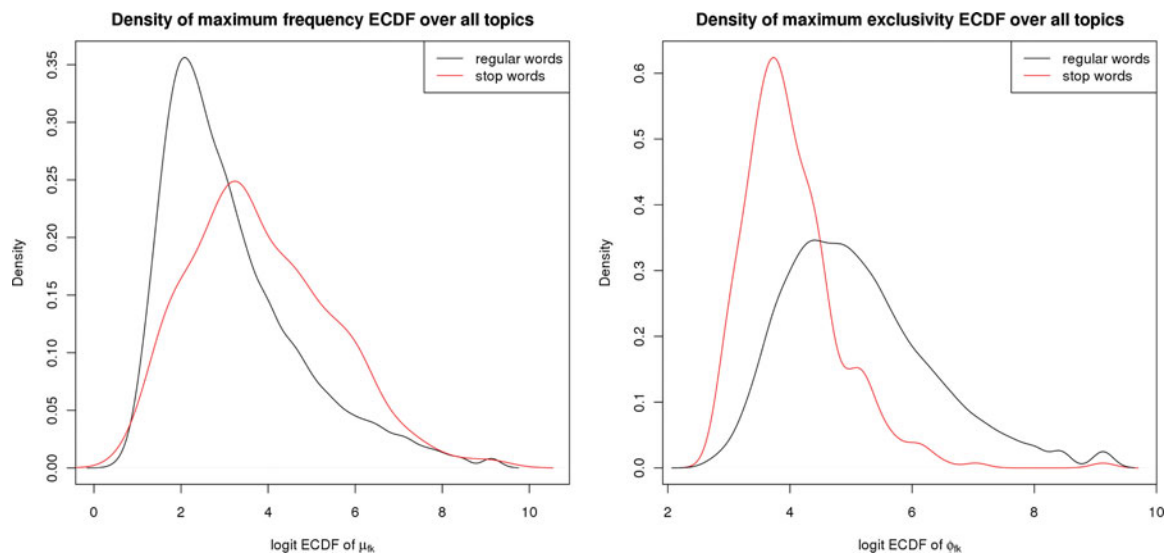 Density of maximum frequency ECDF over all topics
regular words
stop words
Density
0.35
0.30
0.25
0.20
0.15
0.10
0.05
0.00
0 2 4 6 8 10
logit ECDF of μfk
Density of maximum exclusivity ECDF over all topics
regular words
stop words
Density
0.6
0.5
0.4
0.3
0.2
0.1
0.0
2 4 6 8 10
logit ECDF of ϕfk